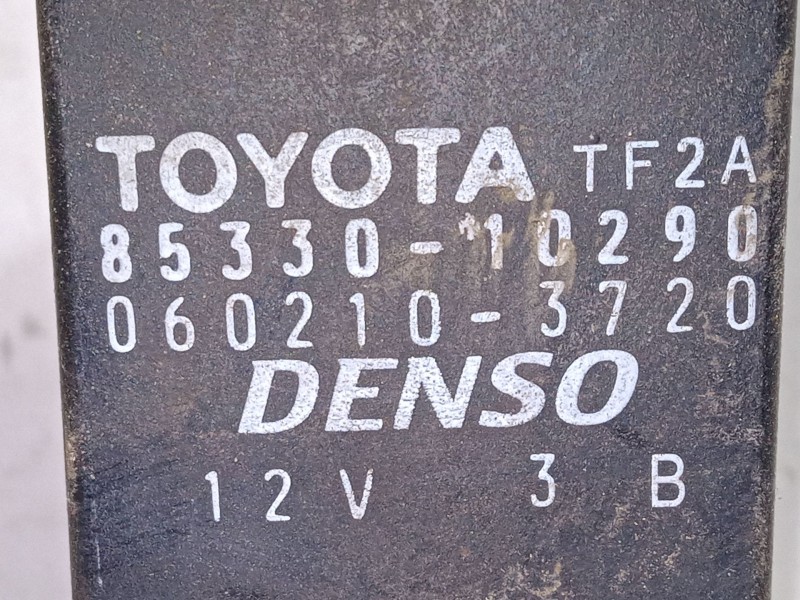 TOYOTA TF2A
85330-10290
060210-3720
DENSO
12V 3 B